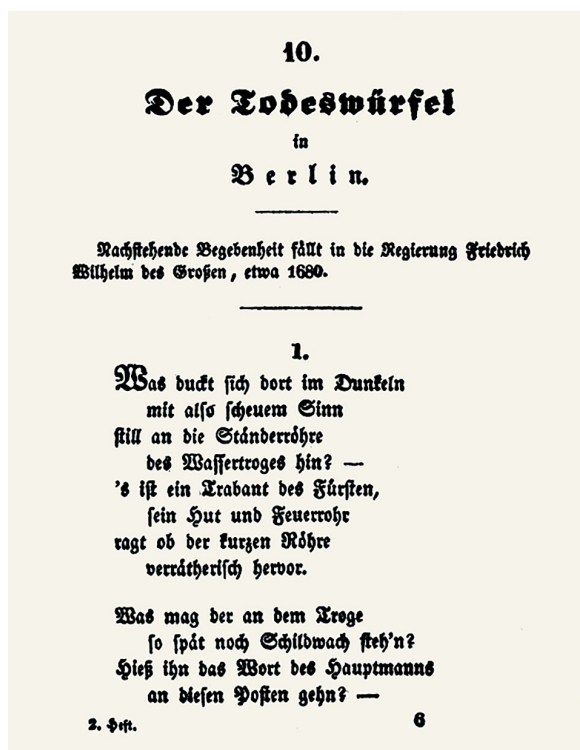 10.
Der Todeswürfel
in
Berlin.
Nachstehende Begebenheit fällt in die Regierung Friedrich
Wilhelm des Großen, etwa 1680.
1.
Was duckt sich dort im Dunkeln
mit also scheuem Sinn
still an die Ständerröhre
des Wassertroges hin? —
's ist ein Trabant des Fürsten,
sein Hut und Feuerrohr
ragt ob der kurzen Röhre
verrätherisch hervor.
Was mag der an dem Troge
so spät noch Schildwach steh'n?
Hieß ihn das Wort des Hauptmanns
an diesen Posten gehn? —
2. Heft.
6